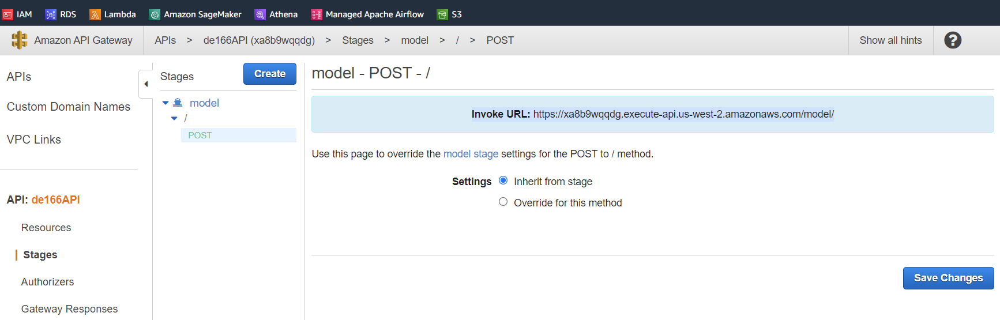 IAM RDS Lambda Amazon SageMaker Athena Managed Apache Airflow S3
Amazon API Gateway APIs > de166API (xa8b9wqqdg) > Stages > model > / > POST Show all hints ?
APIs
Custom Domain Names
VPC Links
API: de166API
Resources
Stages
Authorizers
Gateway Responses
Stages Create
model
/
POST
model - POST - /
Invoke URL: https://xa8b9wqqdg.execute-api.us-west-2.amazonaws.com/model/
Use this page to override the model stage settings for the POST to / method.
Settings Inherit from stage
Override for this method
Save Changes